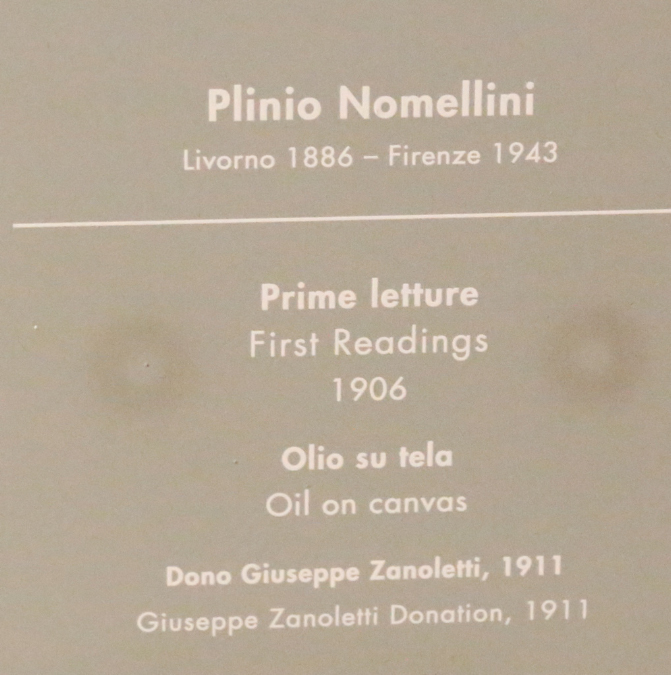 Plinio Nomellini
Livorno 1886 – Firenze 1943
Prime letture
First Readings
1906
Olio su tela
Oil on canvas
Dono Giuseppe Zanoletti, 1911
Giuseppe Zanoletti Donation, 1911